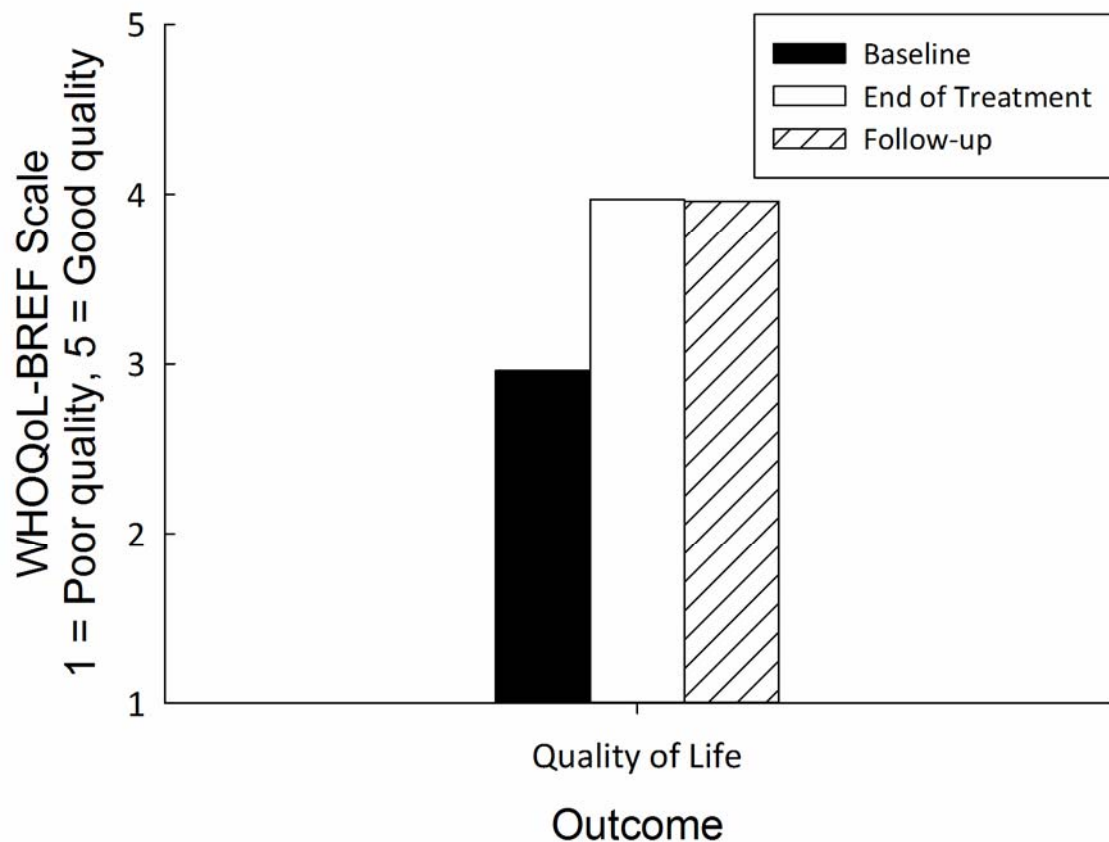 WHOQoL-BREF Scale
1 = Poor quality, 5 = Good quality
5
4
3
2
1
Baseline
End of Treatment
Follow-up
Quality of Life
Outcome